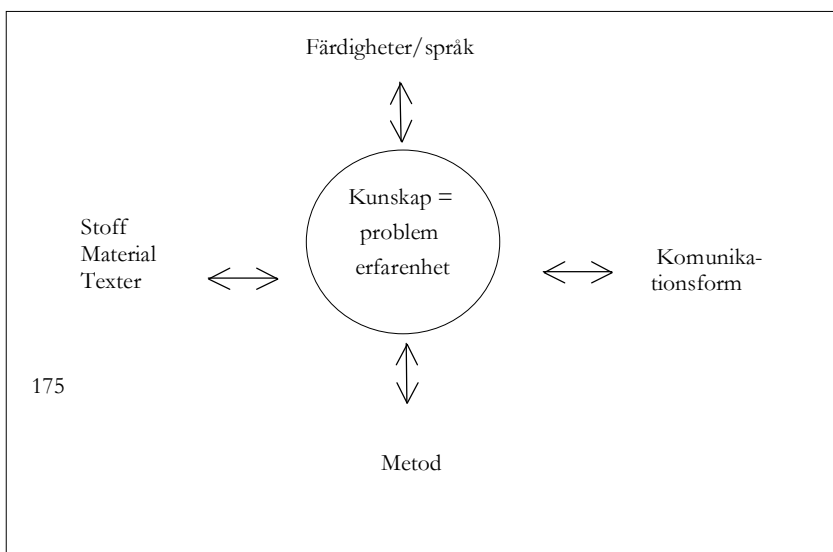 Färdigheter/språk
Kunskap =
problem
erfarenhet
Stoff
Material
Texter
Komunika-
tionsform
175
Metod